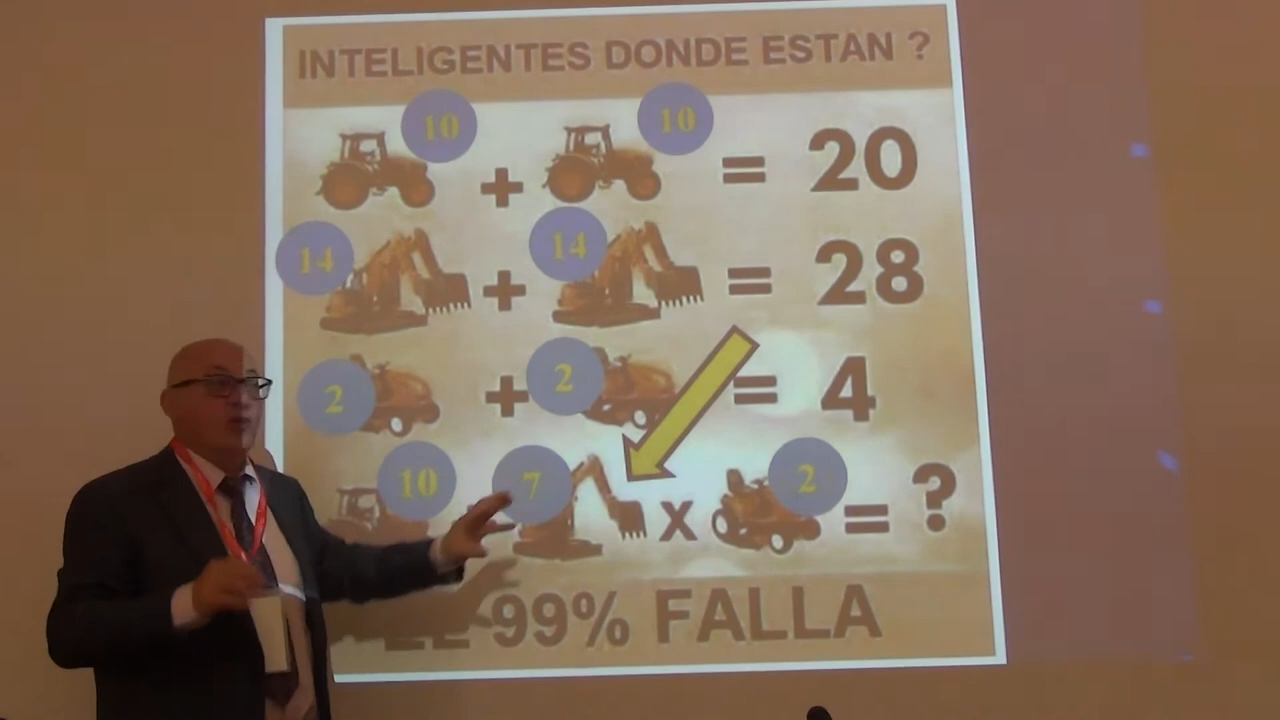 INTELIGENTES DONDE ESTAN ?
10 + 10 = 20
14 + 14 = 28
2 + 2 = 4
10 7 x 2 = ?
99% FALLA